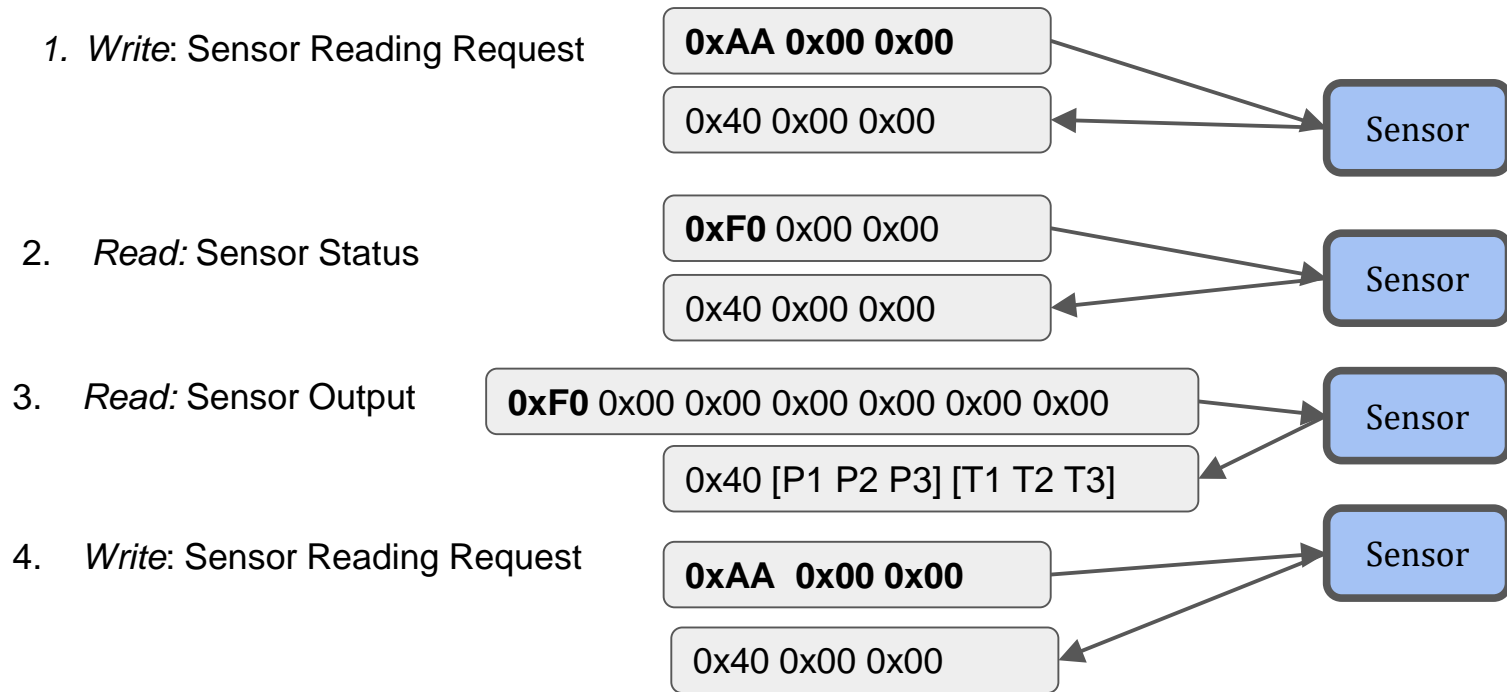 1. Write: Sensor Reading Request
0xAA 0x00 0x00
0x40 0x00 0x00
Sensor
2. Read: Sensor Status
0xF0 0x00 0x00
0x40 0x00 0x00
Sensor
3. Read: Sensor Output
0xF0 0x00 0x00 0x00 0x00 0x00 0x00
0x40 [P1 P2 P3] [T1 T2 T3]
Sensor
4. Write: Sensor Reading Request
0xAA 0x00 0x00
0x40 0x00 0x00
Sensor